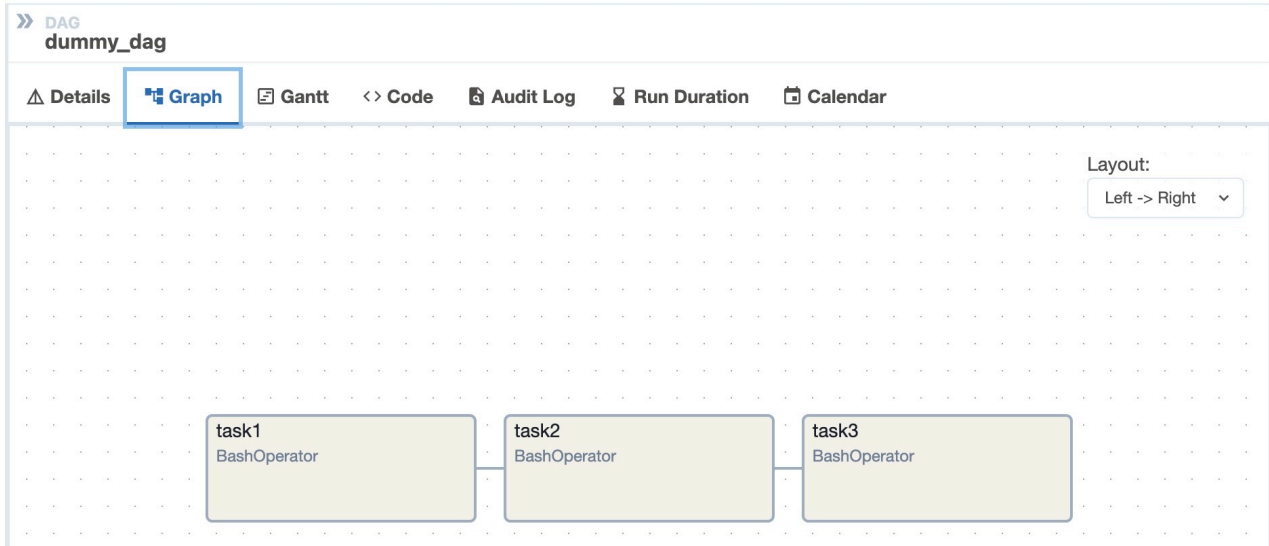 DAG
dummy_dag
Details Graph Gantt Code Audit Log Run Duration Calendar
Layout:
Left -> Right
task1 task2 task3
BashOperator BashOperator BashOperator